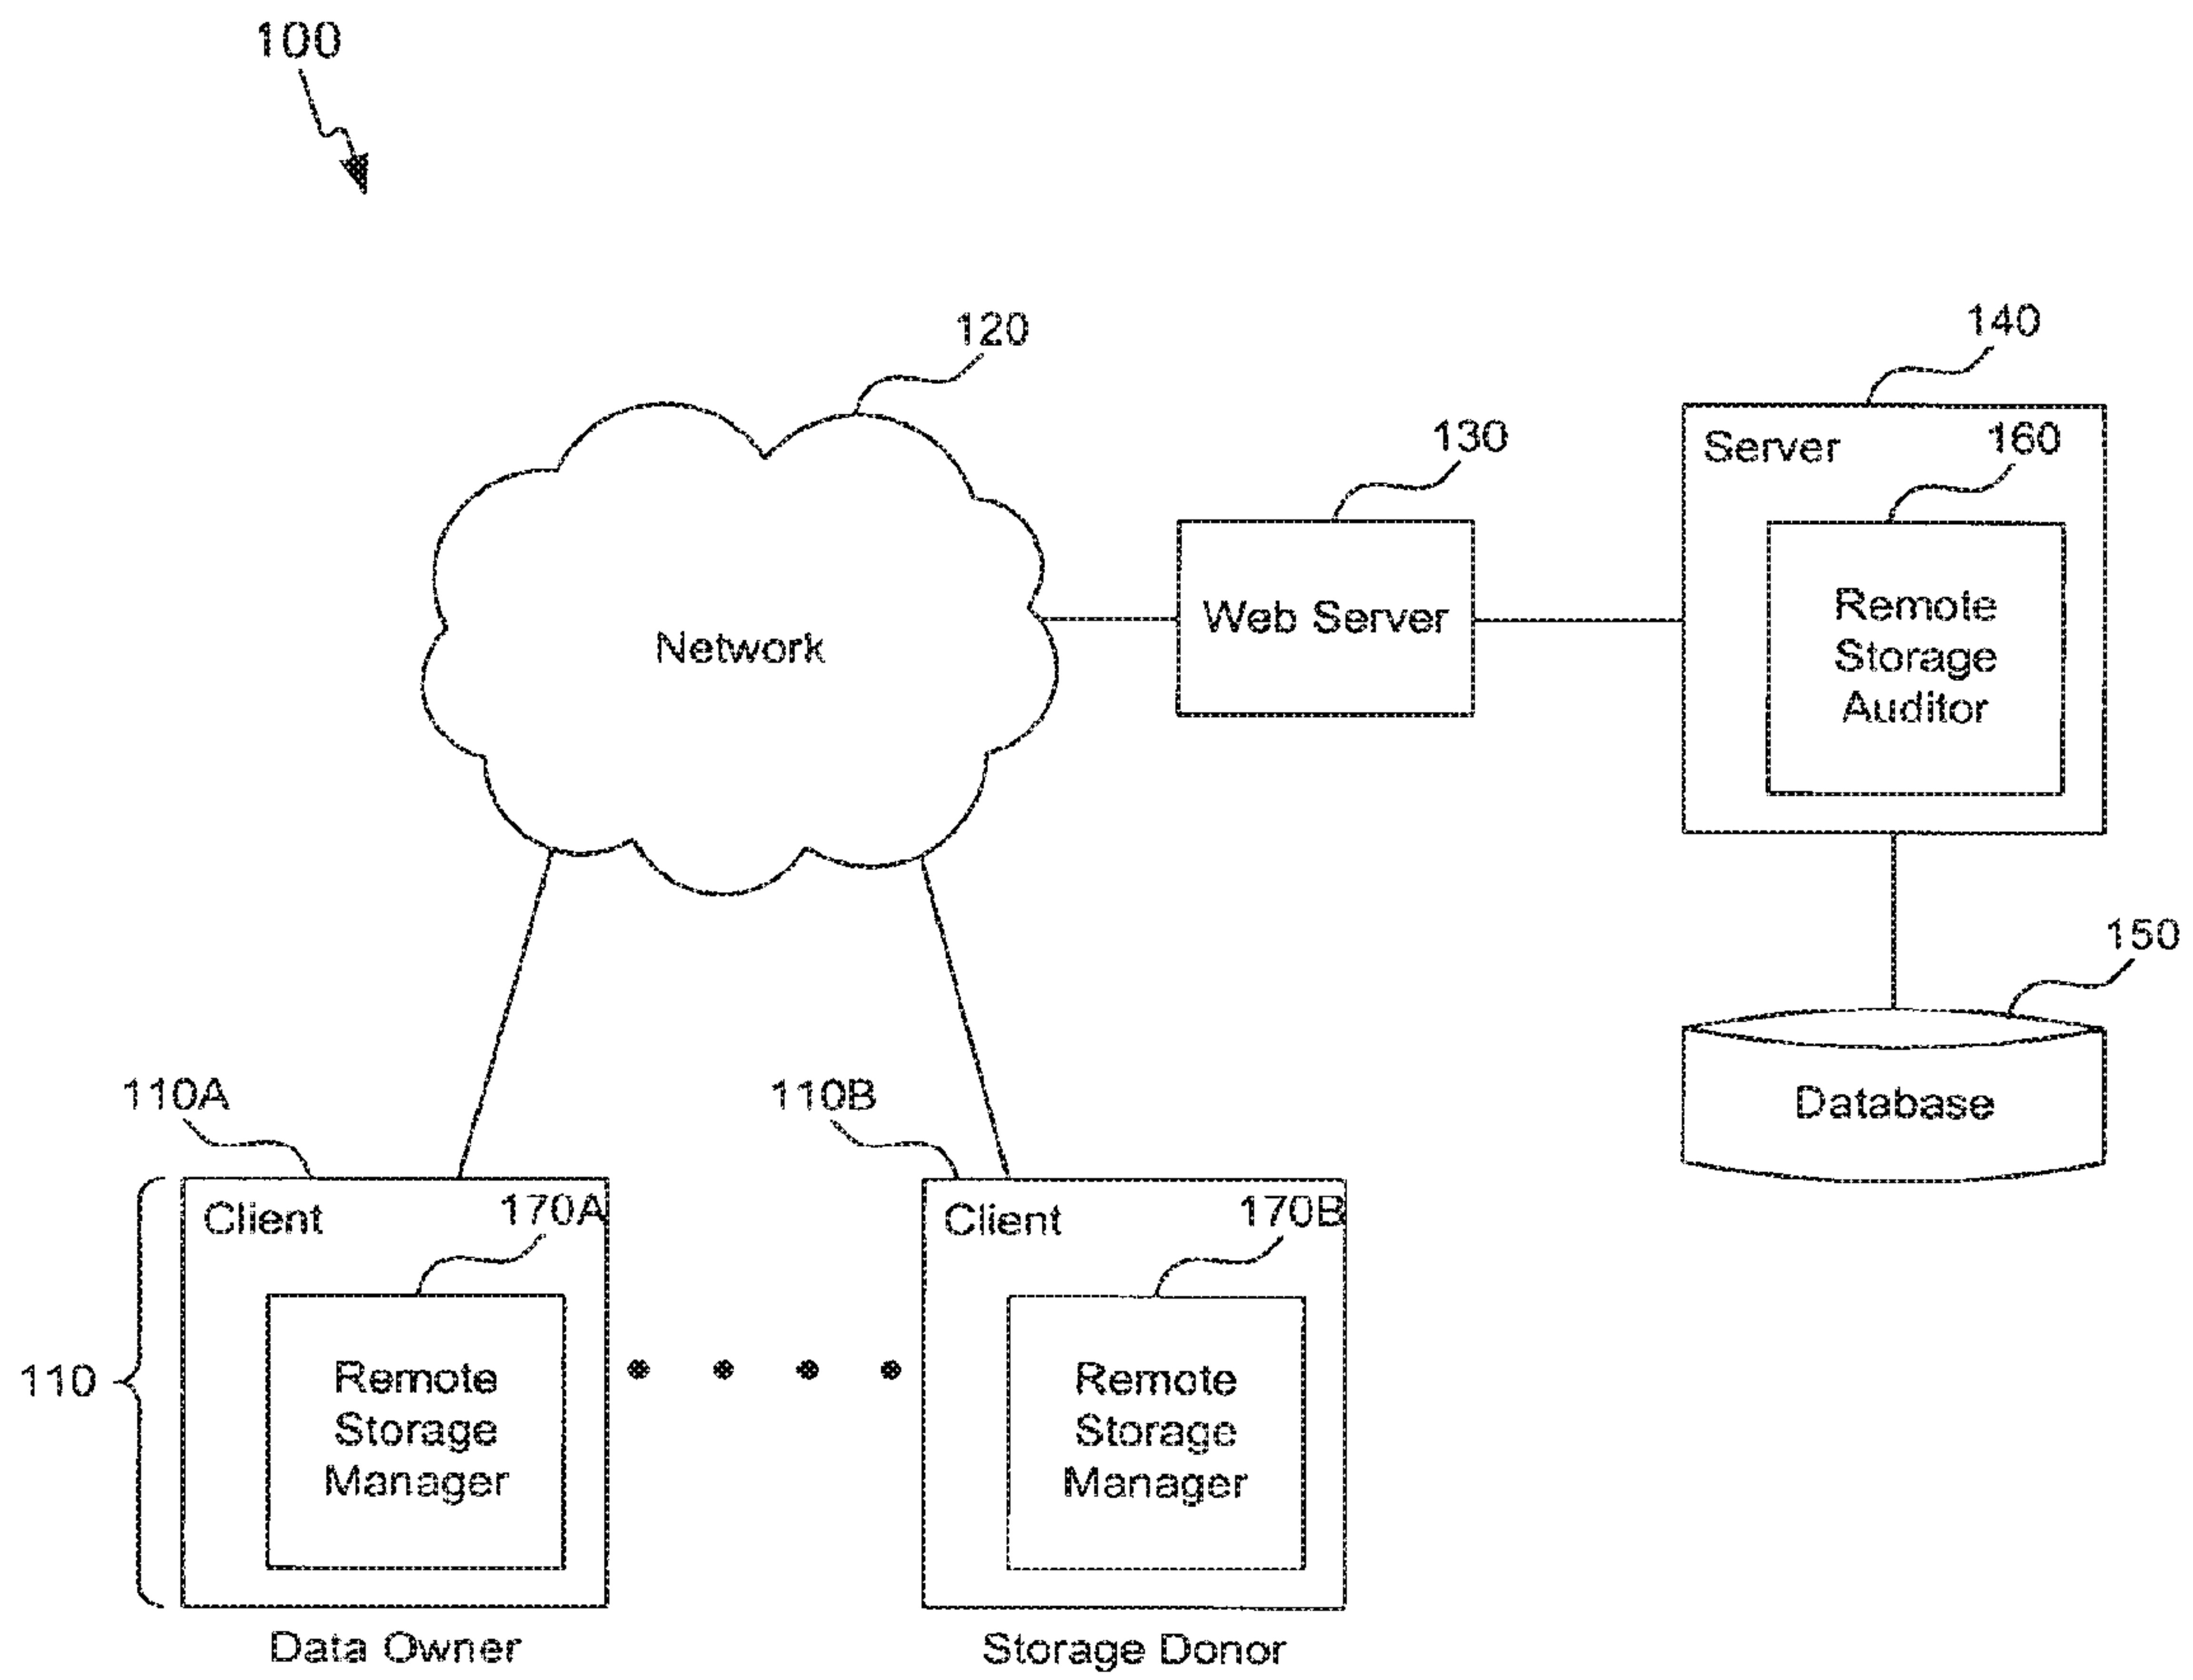 100
120
140
130
Server
160
Network
Web Server
Remote
Storage
Auditor
150
Database
110A
110B
Client
170A
Client
170B
110
Remote
Storage
Manager
Remote
Storage
Manager
Data Owner
Storage Donor